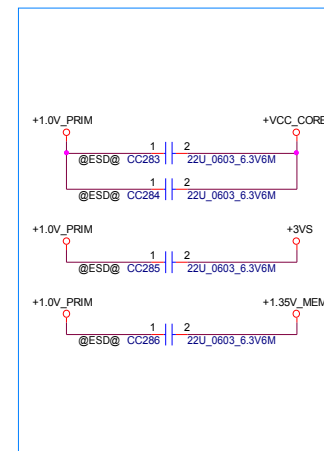 +1.0V_PRIM +VCC_CORE
1 2
@ESD@ CC283 22U_0603_6.3V6M
1 2
@ESD@ CC284 22U_0603_6.3V6M
+1.0V_PRIM +3VS
1 2
@ESD@ CC285 22U_0603_6.3V6M
+1.0V_PRIM +1.35V_MEM
1 2
@ESD@ CC286 22U_0603_6.3V6M